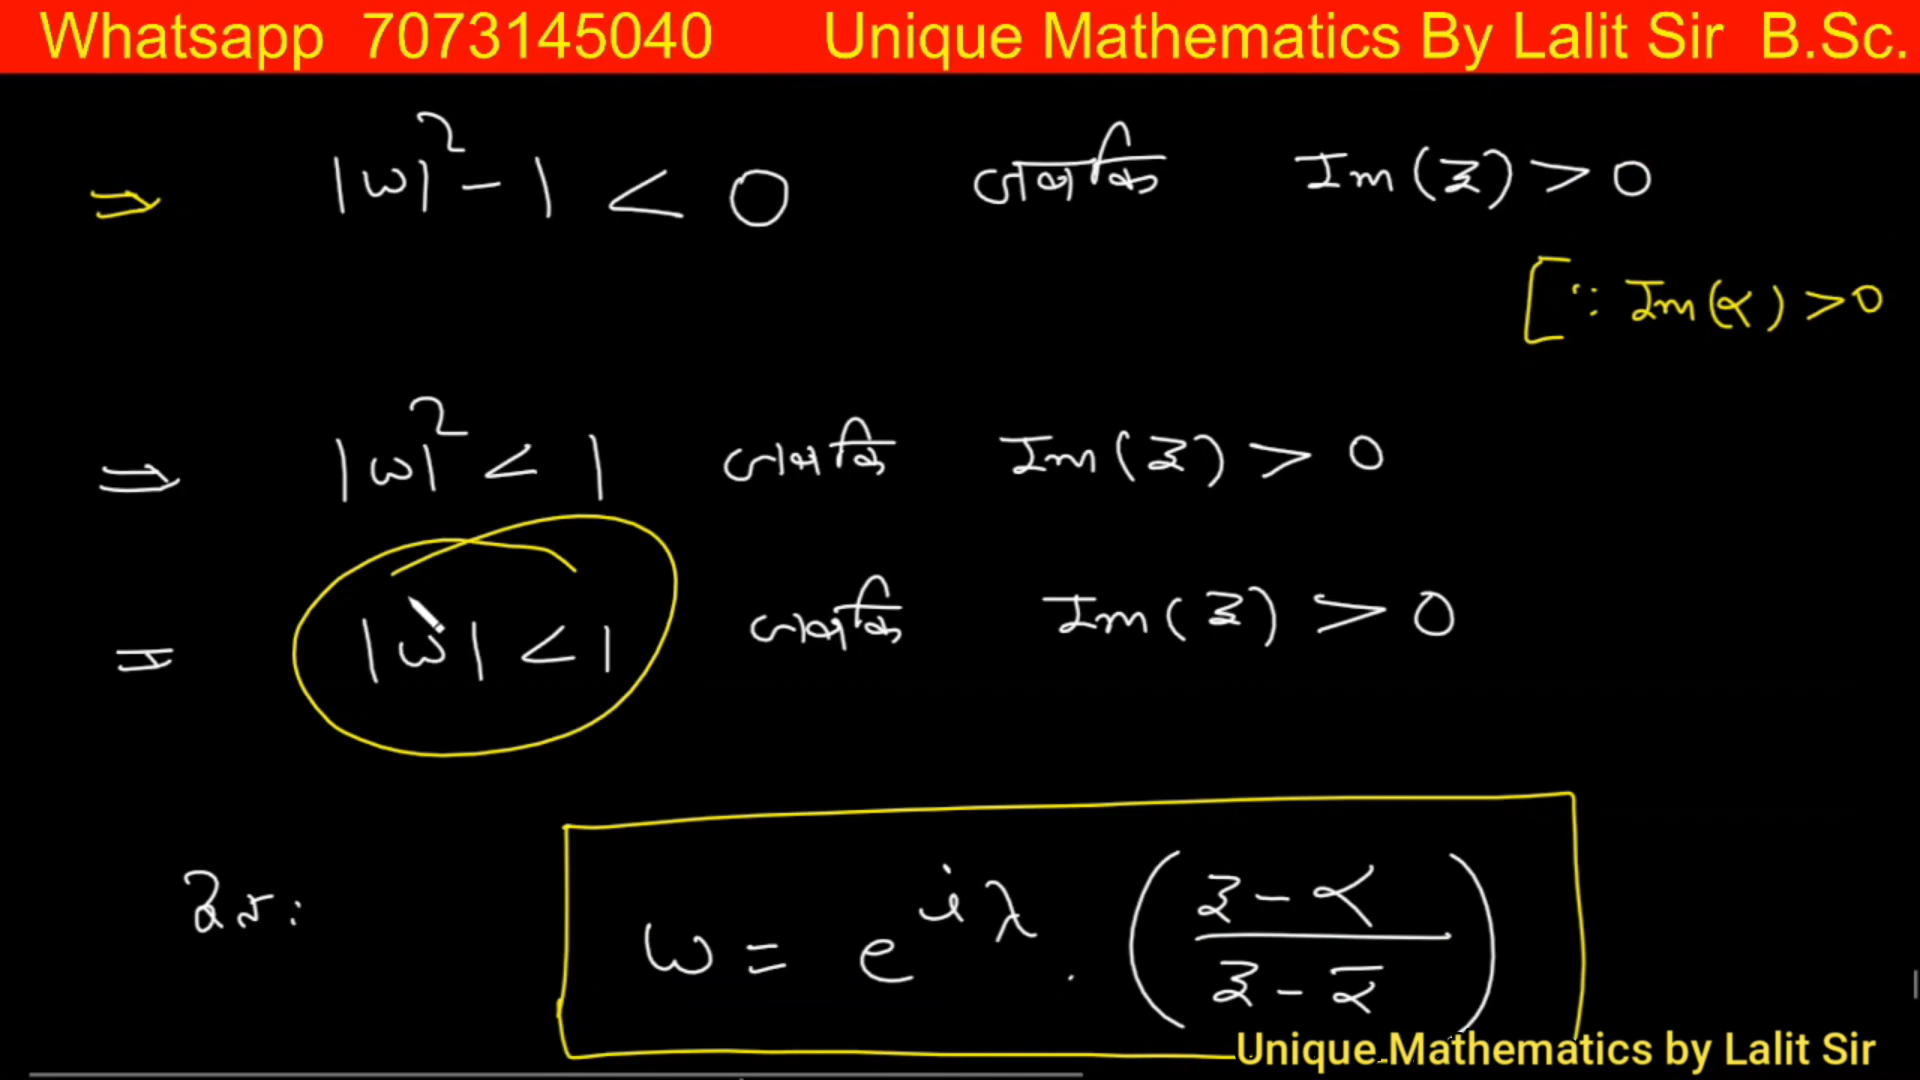 Whatsapp 7073145040 Unique Mathematics By Lalit Sir B.Sc.
⇒ |w|² - 1 < 0 जबकि Im(z) > 0
[∵ Im(α) > 0
⇒ |w|² < 1 जबकि Im(z) > 0
= |w| < 1 जबकि Im(z) > 0
अतः w = e^{iλ} . ((z - α)/(z - ᾱ))
Unique Mathematics by Lalit Sir